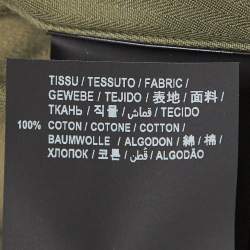 TISSU / TESSUTO / FABRIC /
GEWEBE / TEJIDO / 表地 / 面料 /
ТКАНЬ / 직물 / قماش / TECIDO
100% COTON / COTONE / COTTON /
BAUMWOLLE / ALGODON / 綿 / 棉 /
ХЛОПОК / 코튼 / قطن / ALGODÃO